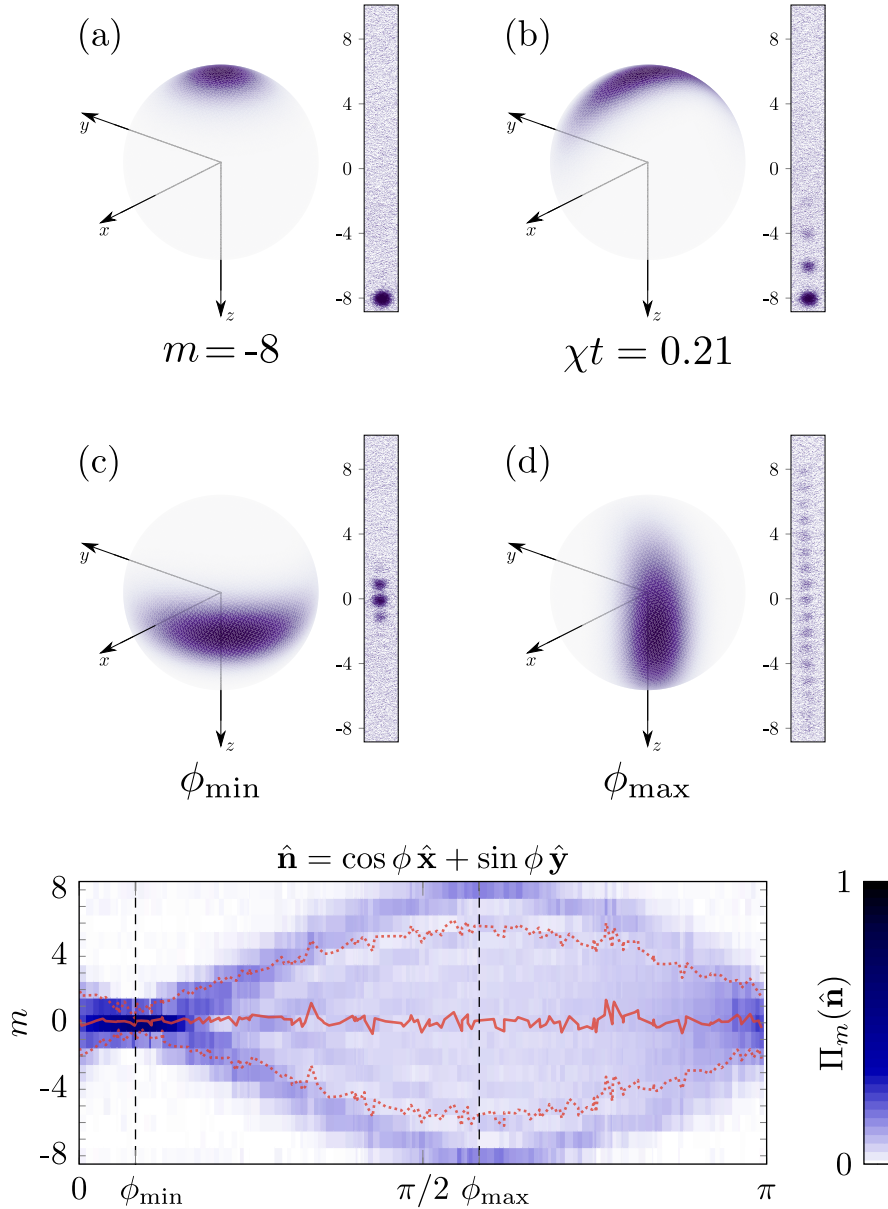 (a)
8
4
0
-4
-8
y
x
z
m = -8
(b)
8
4
0
-4
-8
y
x
z
χt = 0.21
(c)
8
4
0
-4
-8
y
x
z
ϕmin
(d)
8
4
0
-4
-8
y
x
z
ϕmax
n̂ = cos ϕ x̂ + sin ϕ ŷ
8
4
0
-4
-8
m
0 ϕmin π/2 ϕmax π
1
0
Πm(n̂)